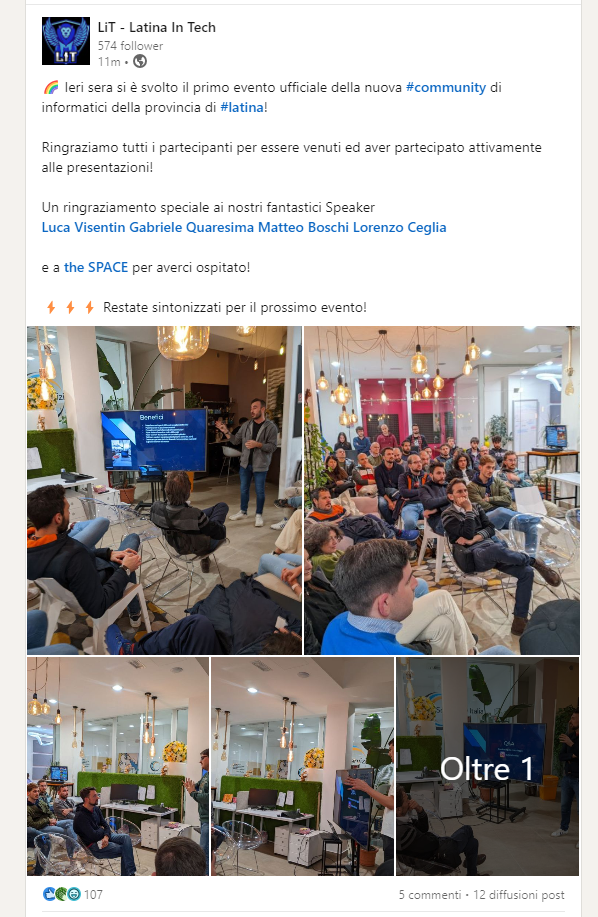 LiT - Latina In Tech
574 follower
11m •
Ieri sera si è svolto il primo evento ufficiale della nuova #community di
informatici della provincia di #latina!
Ringraziamo tutti i partecipanti per essere venuti ed aver partecipato attivamente
alle presentazioni!
Un ringraziamento speciale ai nostri fantastici Speaker
Luca Visentin Gabriele Quaresima Matteo Boschi Lorenzo Ceglia
e a the SPACE per averci ospitato!
Restate sintonizzati per il prossimo evento!
Benefici
Oltre 1
107
5 commenti • 12 diffusioni post
LiT